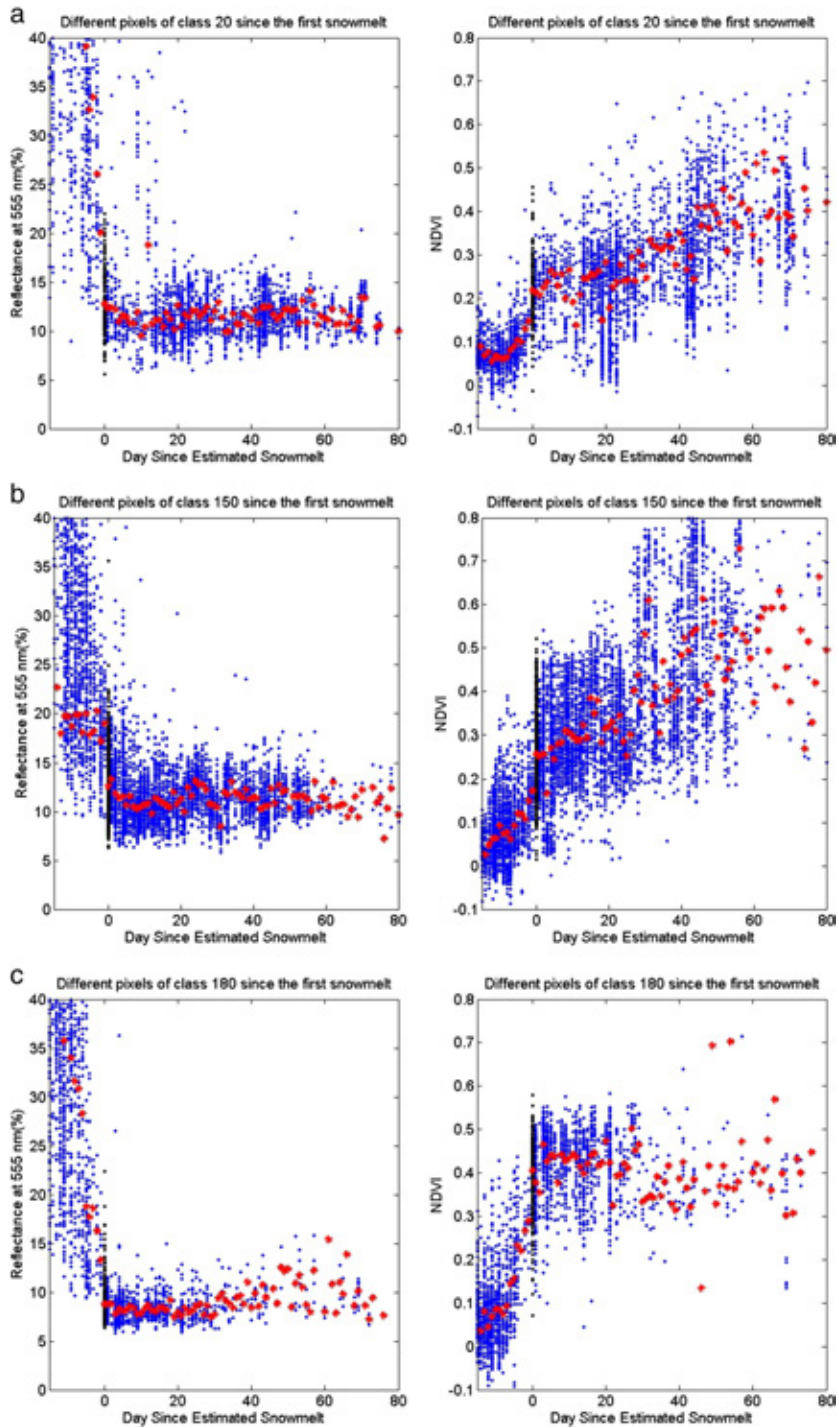 a
Different pixels of class 20 since the first snowmelt
Different pixels of class 20 since the first snowmelt
Reflectance at 555 nm(%)
40
35
30
25
20
15
10
5
0
0 20 40 60 80
Day Since Estimated Snowmelt
NDVI
0.8
0.7
0.6
0.5
0.4
0.3
0.2
0.1
0
-0.1
0 20 40 60 80
Day Since Estimated Snowmelt
b
Different pixels of class 150 since the first snowmelt
Different pixels of class 150 since the first snowmelt
Reflectance at 555 nm(%)
40
35
30
25
20
15
10
5
0
0 20 40 60 80
Day Since Estimated Snowmelt
NDVI
0.8
0.7
0.6
0.5
0.4
0.3
0.2
0.1
0
-0.1
0 20 40 60 80
Day Since Estimated Snowmelt
c
Different pixels of class 180 since the first snowmelt
Different pixels of class 180 since the first snowmelt
Reflectance at 555 nm(%)
40
35
30
25
20
15
10
5
0
0 20 40 60 80
Day Since Estimated Snowmelt
NDVI
0.8
0.7
0.6
0.5
0.4
0.3
0.2
0.1
0
-0.1
0 20 40 60 80
Day Since Estimated Snowmelt